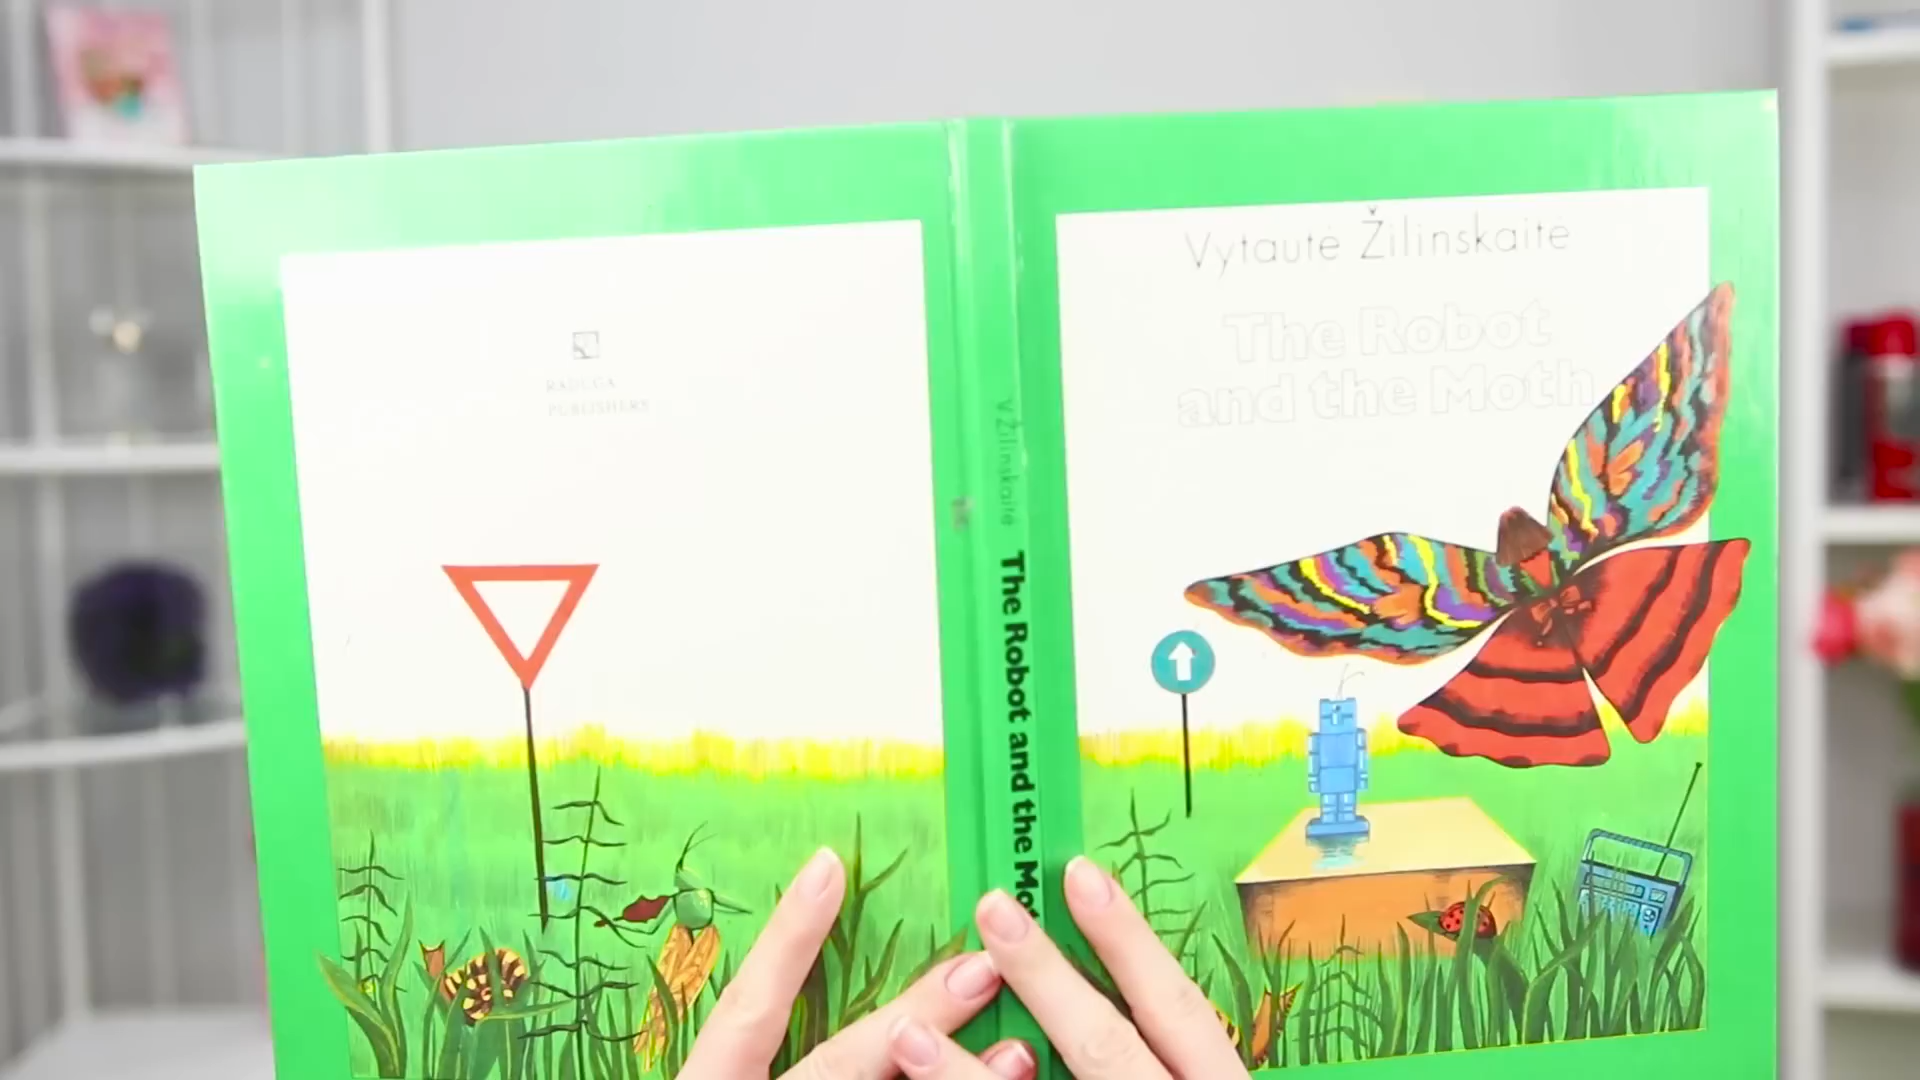 RADUGA
PUBLISHERS
V Žilinskaitė The Robot and the Mot
Vytautė Žilinskaitė
The Robot
and the Moth